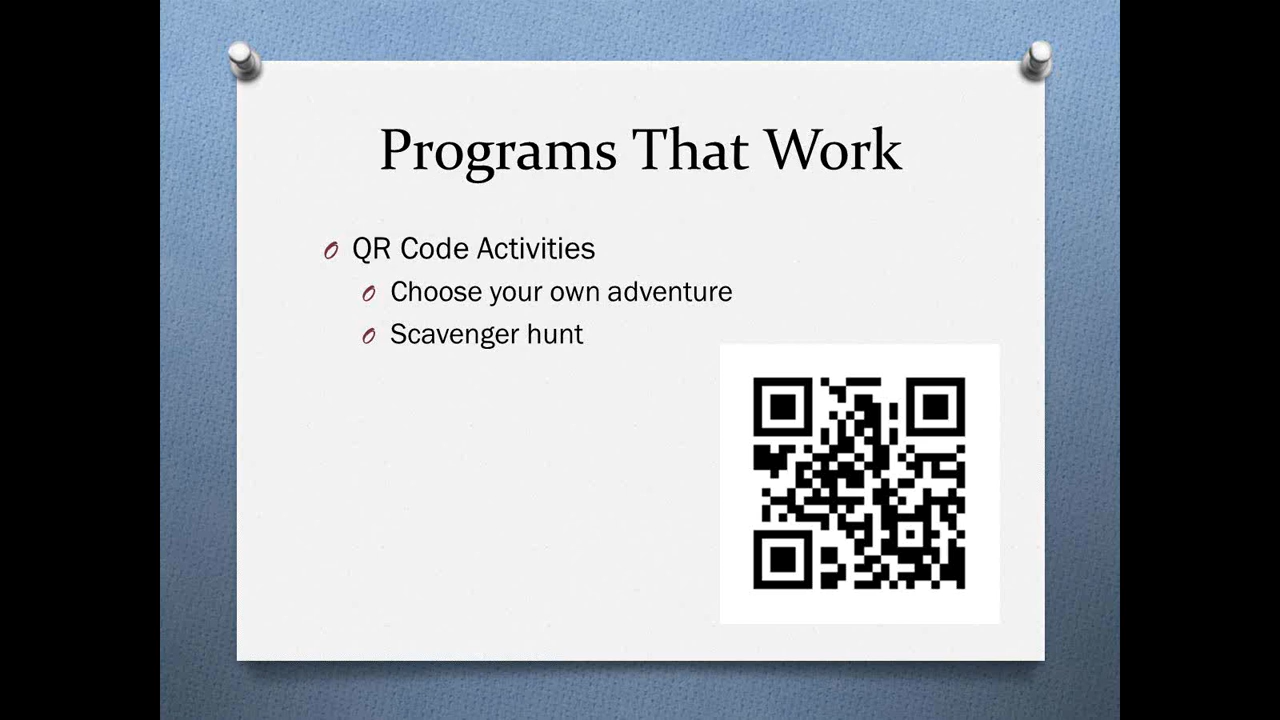 Programs That Work
QR Code Activities
Choose your own adventure
Scavenger hunt